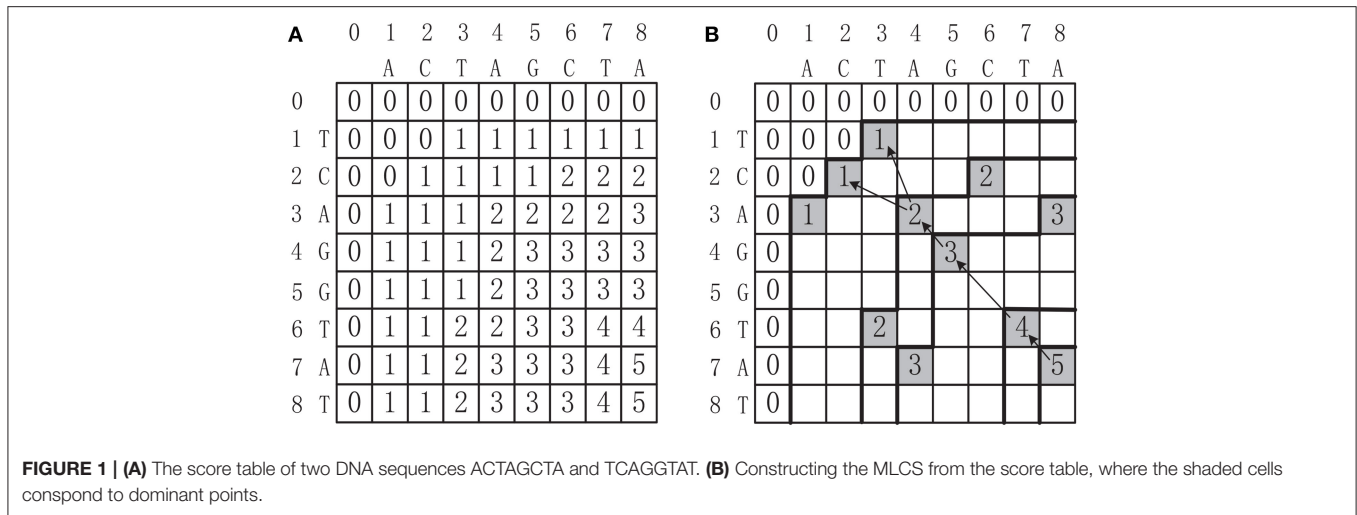 A 0 1 2 3 4 5 6 7 8
A C T A G C T A
0 0 0 0 0 0 0 0 0 0
1 T 0 0 0 1 1 1 1 1 1
2 C 0 0 1 1 1 1 2 2 2
3 A 0 1 1 1 2 2 2 2 3
4 G 0 1 1 1 2 3 3 3 3
5 G 0 1 1 1 2 3 3 3 3
6 T 0 1 1 2 2 3 3 4 4
7 A 0 1 1 2 3 3 3 4 5
8 T 0 1 1 2 3 3 3 4 5
B 0 1 2 3 4 5 6 7 8
A C T A G C T A
0 0 0 0 0 0 0 0 0 0
1 T 0 0 0 1
2 C 0 0 1 2
3 A 0 1 2 3
4 G 0 3
5 G 0
6 T 0 2 4
7 A 0 3 5
8 T 0
FIGURE 1 | (A) The score table of two DNA sequences ACTAGCTA and TCAGGTAT. (B) Constructing the MLCS from the score table, where the shaded cells
conspond to dominant points.